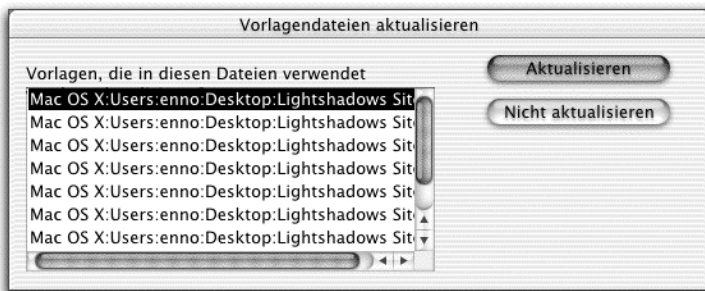 Vorlagendateien aktualisieren
Vorlagen, die in diesen Dateien verwendet
Aktualisieren
Nicht aktualisieren
Mac OS X:Users:enno:Desktop:Lightshadows Sit
Mac OS X:Users:enno:Desktop:Lightshadows Sit
Mac OS X:Users:enno:Desktop:Lightshadows Sit
Mac OS X:Users:enno:Desktop:Lightshadows Sit
Mac OS X:Users:enno:Desktop:Lightshadows Sit
Mac OS X:Users:enno:Desktop:Lightshadows Sit
Mac OS X:Users:enno:Desktop:Lightshadows Sit